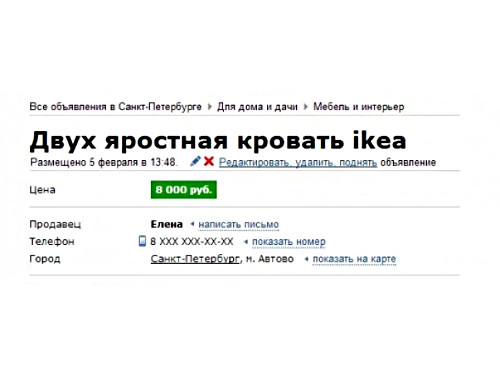 Все объявления в Санкт-Петербурге Для дома и дачи Мебель и интерьер
Двух яростная кровать ikea
Размещено 5 февраля в 13:48. Редактировать, удалить, поднять объявление
Цена 8 000 руб.
Продавец Елена написать письмо
Телефон 8 XXX XXX-XX-XX показать номер
Город Санкт-Петербург, м. Автово показать на карте